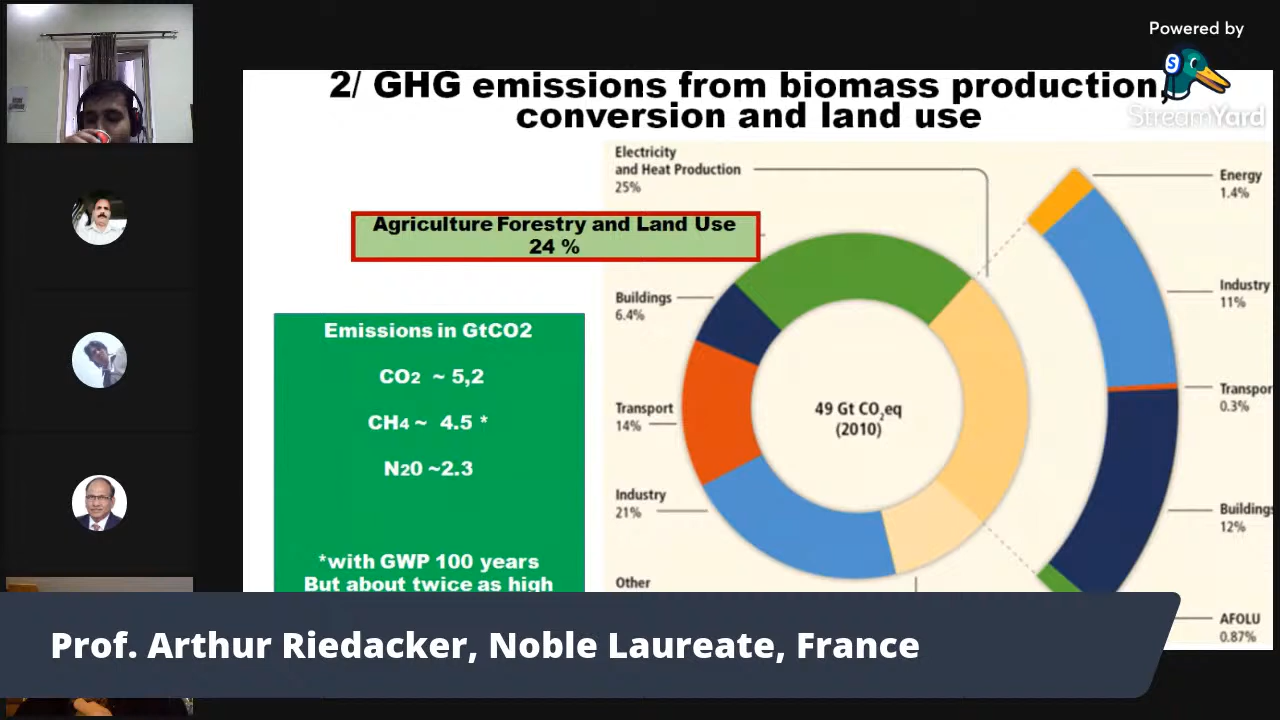 Powered by
StreamYard
2/ GHG emissions from biomass production,
conversion and land use
Electricity
and Heat Production
25%
Agriculture Forestry and Land Use
24 %
Buildings
6.4%
Transport
14%
Industry
21%
Other
49 Gt CO2eq
(2010)
Energy
1.4%
Industry
11%
Transpor
0.3%
Buildings
12%
AFOLU
0.87%
Emissions in GtCO2
CO2 ~ 5,2
CH4 ~ 4.5 *
N20 ~2.3
*with GWP 100 years
But about twice as high
Prof. Arthur Riedacker, Noble Laureate, France